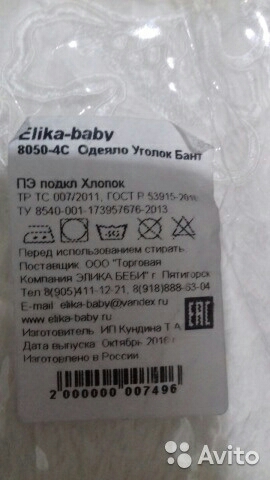 Elika-baby
8050-4С Одеяло Уголок Бант
ПЭ подкл Хлопок
ТР ТС 007/2011, ГОСТ Р 53915-2010
ТУ 8540-001-173957676-2013
Перед использованием стирать.
Поставщик: ООО "Торговая
Компания ЭЛИКА БЕБИ" г. Пятигорск
Тел 8(905)411-12-21, 8(918)888-33-04
E-mail elika-baby@yandex.ru
www.elika-baby.ru
Изготовитель ИП Кундина Т.А.
Дата выпуска Октябрь
Изготовлено в России
EAC
2 000000 007496
Avito